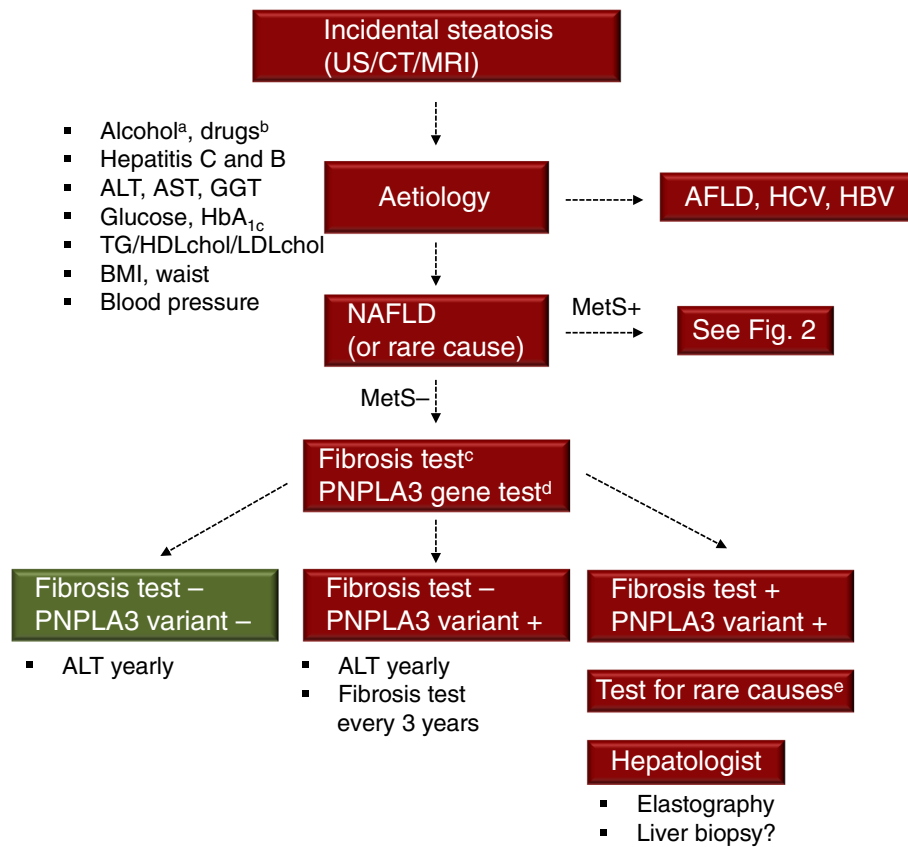 Incidental steatosis
(US/CT/MRI)
▪ Alcoholᵃ, drugsᵇ
▪ Hepatitis C and B
▪ ALT, AST, GGT
▪ Glucose, HbA₁c
▪ TG/HDLchol/LDLchol
▪ BMI, waist
▪ Blood pressure
Aetiology
AFLD, HCV, HBV
NAFLD
(or rare cause)
MetS+
See Fig. 2
MetS–
Fibrosis testᶜ
PNPLA3 gene testᵈ
Fibrosis test –
PNPLA3 variant –
▪ ALT yearly
Fibrosis test –
PNPLA3 variant +
▪ ALT yearly
▪ Fibrosis test
every 3 years
Fibrosis test +
PNPLA3 variant +
Test for rare causesᵉ
Hepatologist
▪ Elastography
▪ Liver biopsy?